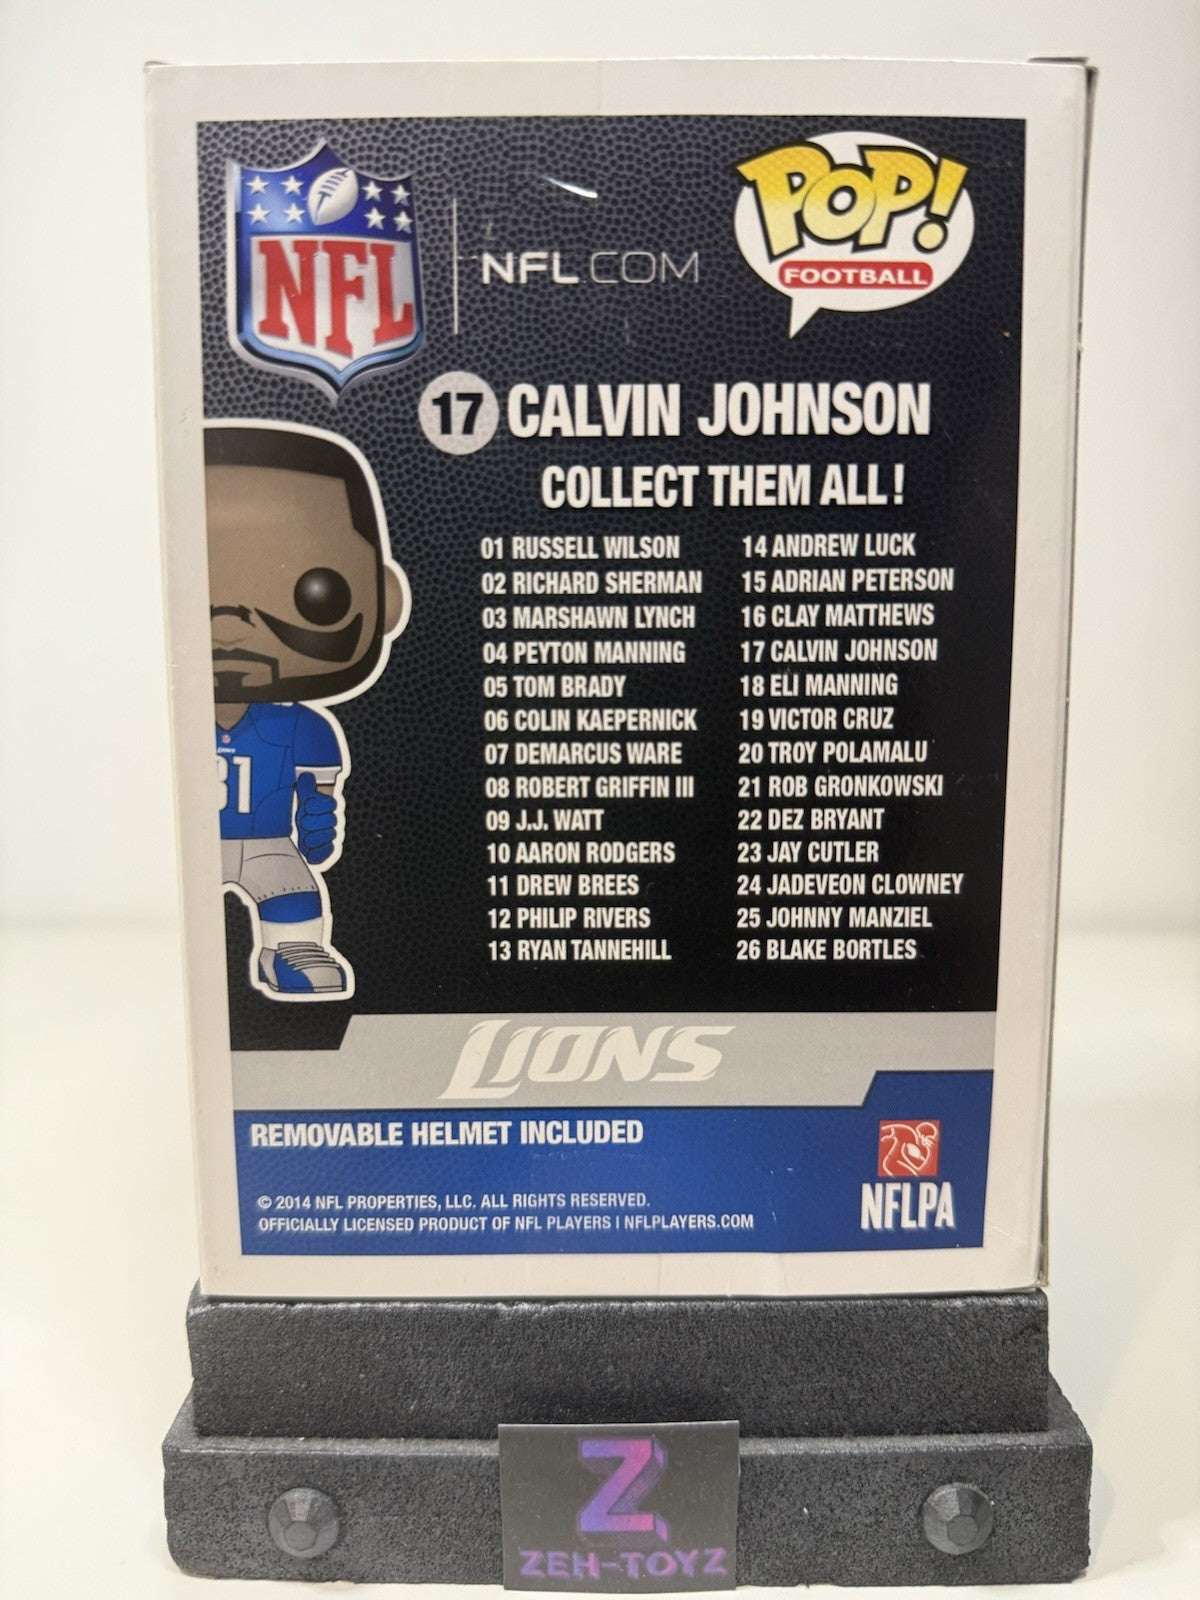 NFL
NFL.COM
POP!
FOOTBALL
17 CALVIN JOHNSON
COLLECT THEM ALL!
01 RUSSELL WILSON
02 RICHARD SHERMAN
03 MARSHAWN LYNCH
04 PEYTON MANNING
05 TOM BRADY
06 COLIN KAEPERNICK
07 DEMARCUS WARE
08 ROBERT GRIFFIN III
09 J.J. WATT
10 AARON RODGERS
11 DREW BREES
12 PHILIP RIVERS
13 RYAN TANNEHILL
14 ANDREW LUCK
15 ADRIAN PETERSON
16 CLAY MATTHEWS
17 CALVIN JOHNSON
18 ELI MANNING
19 VICTOR CRUZ
20 TROY POLAMALU
21 ROB GRONKOWSKI
22 DEZ BRYANT
23 JAY CUTLER
24 JADEVEON CLOWNEY
25 JOHNNY MANZIEL
26 BLAKE BORTLES
LIONS
81
LIONS
REMOVABLE HELMET INCLUDED
© 2014 NFL PROPERTIES, LLC. ALL RIGHTS RESERVED.
OFFICIALLY LICENSED PRODUCT OF NFL PLAYERS | NFLPLAYERS.COM
NFLPA
Z
ZEH-TOYZ